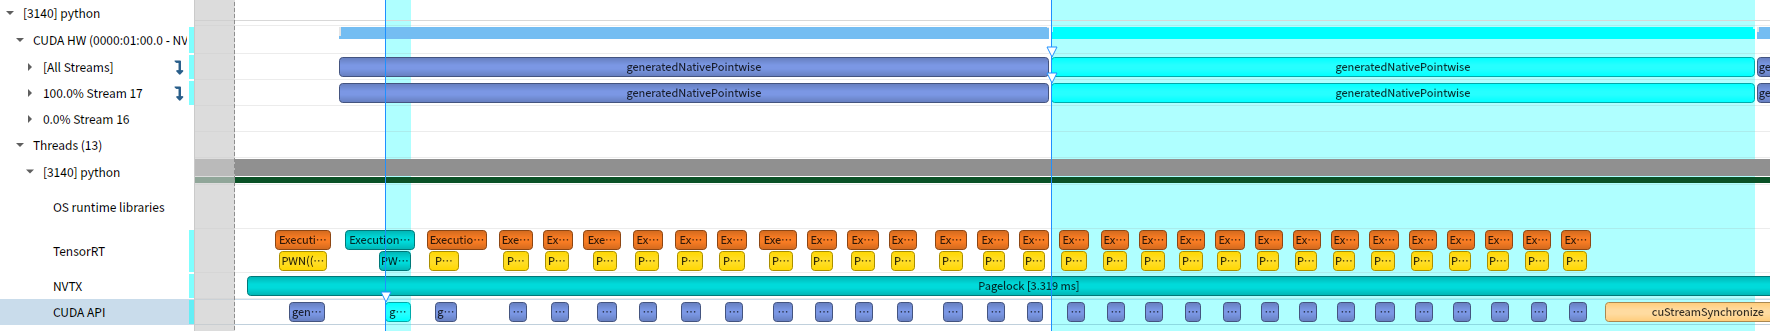 [3140] python
CUDA HW (0000:01:00.0 - NV
[All Streams] generatedNativePointwise generatedNativePointwise ge
100.0% Stream 17 generatedNativePointwise generatedNativePointwise ge
0.0% Stream 16
Threads (13)
[3140] python
OS runtime libraries
Executi… Execution… Executio… Exe… Ex… Exe… Ex… Ex… Ex… Exe… Ex… Ex… Ex… Ex… Ex… Ex… Ex… Ex… Ex… Ex… Ex… Ex… Ex… Ex… Ex… Ex… Ex… Ex… Ex… Ex…
TensorRT
PWN((… PW… P… P… P… P… P… P… P… P… P… P… P… P… P… P… P… P… P… P… P… P… P… P… P… P… P… P… P… P…
NVTX Pagelock [3.319 ms]
CUDA API gen… g… g… … … … … … … … … … … … … … … … … … … … … … … … … … … … cuStreamSynchronize